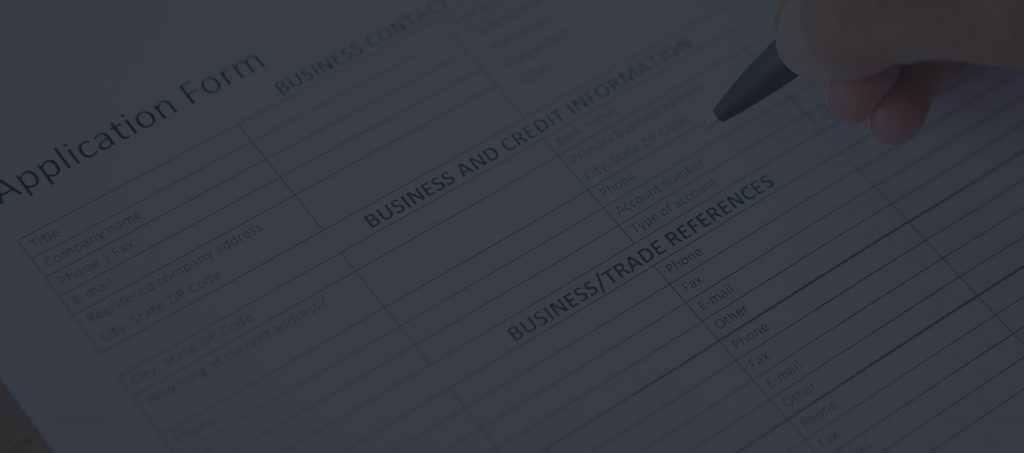 Application Form
BUSINESS CONTACT
Title
Company name
Phone | Fax
E-mail
Registered company address
City, State ZIP Code
BUSINESS AND CREDIT INFORMATION
City, State ZIP Code
How long at current address?
Phone
Bank name:
Primary business address
City, State ZIP Code
Phone
Account number
Type of account
BUSINESS/TRADE REFERENCES
Phone
Fax
E-mail
Other
Phone
Fax
E-mail
Other
Phone
Fax
E-mail